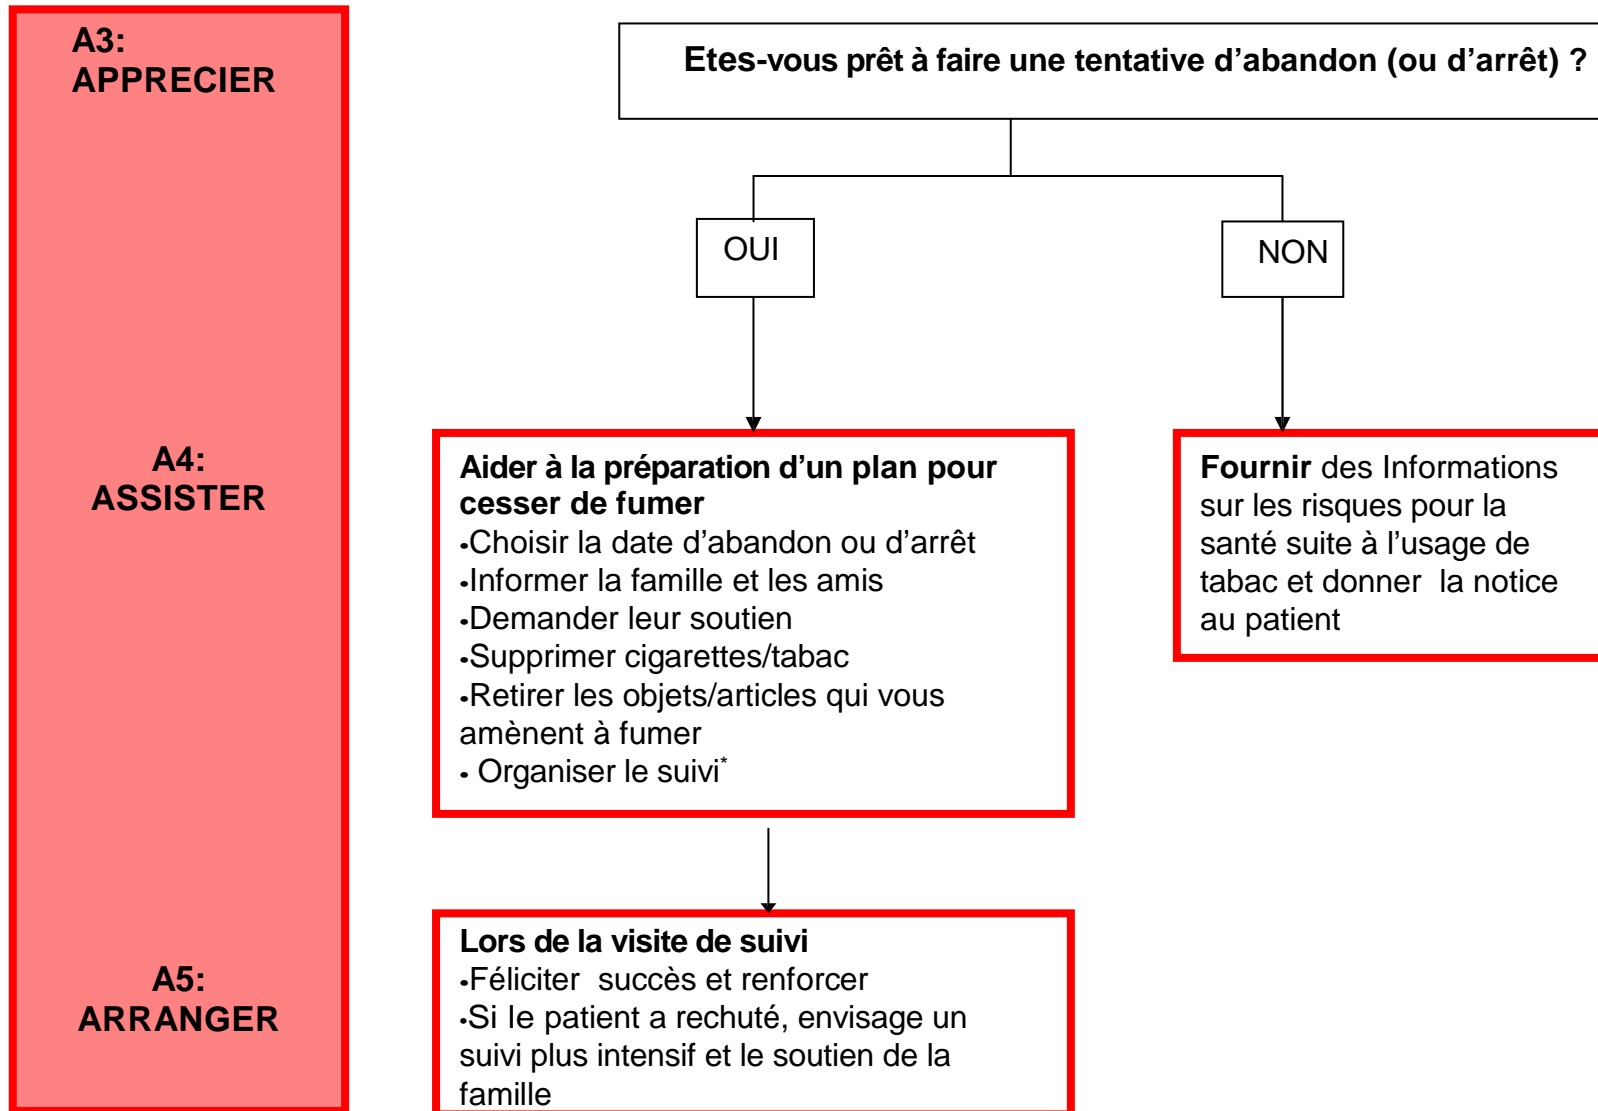 A3:
APPRECIER
Etes-vous prêt à faire une tentative d’abandon (ou d’arrêt) ?
OUI
NON
A4:
ASSISTER
Aider à la préparation d’un plan pour
cesser de fumer
•Choisir la date d’abandon ou d’arrêt
•Informer la famille et les amis
•Demander leur soutien
•Supprimer cigarettes/tabac
•Retirer les objets/articles qui vous
amènent à fumer
• Organiser le suivi*
Fournir des Informations
sur les risques pour la
santé suite à l’usage de
tabac et donner la notice
au patient
A5:
ARRANGER
Lors de la visite de suivi
•Féliciter succès et renforcer
•Si le patient a rechuté, envisage un
suivi plus intensif et le soutien de la
famille